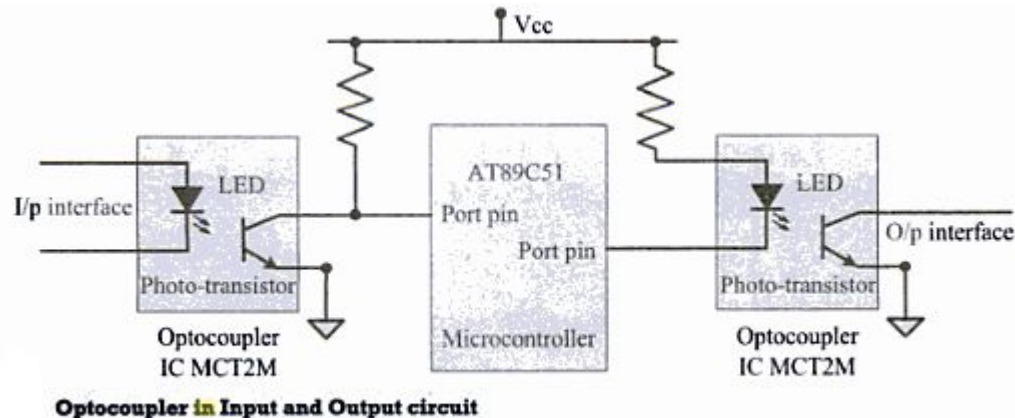 Vcc
LED
I/p interface
Photo-transistor
Optocoupler
IC MCT2M
AT89C51
Port pin
Port pin
Microcontroller
LED
O/p interface
Photo-transistor
Optocoupler
IC MCT2M
Optocoupler in Input and Output circuit